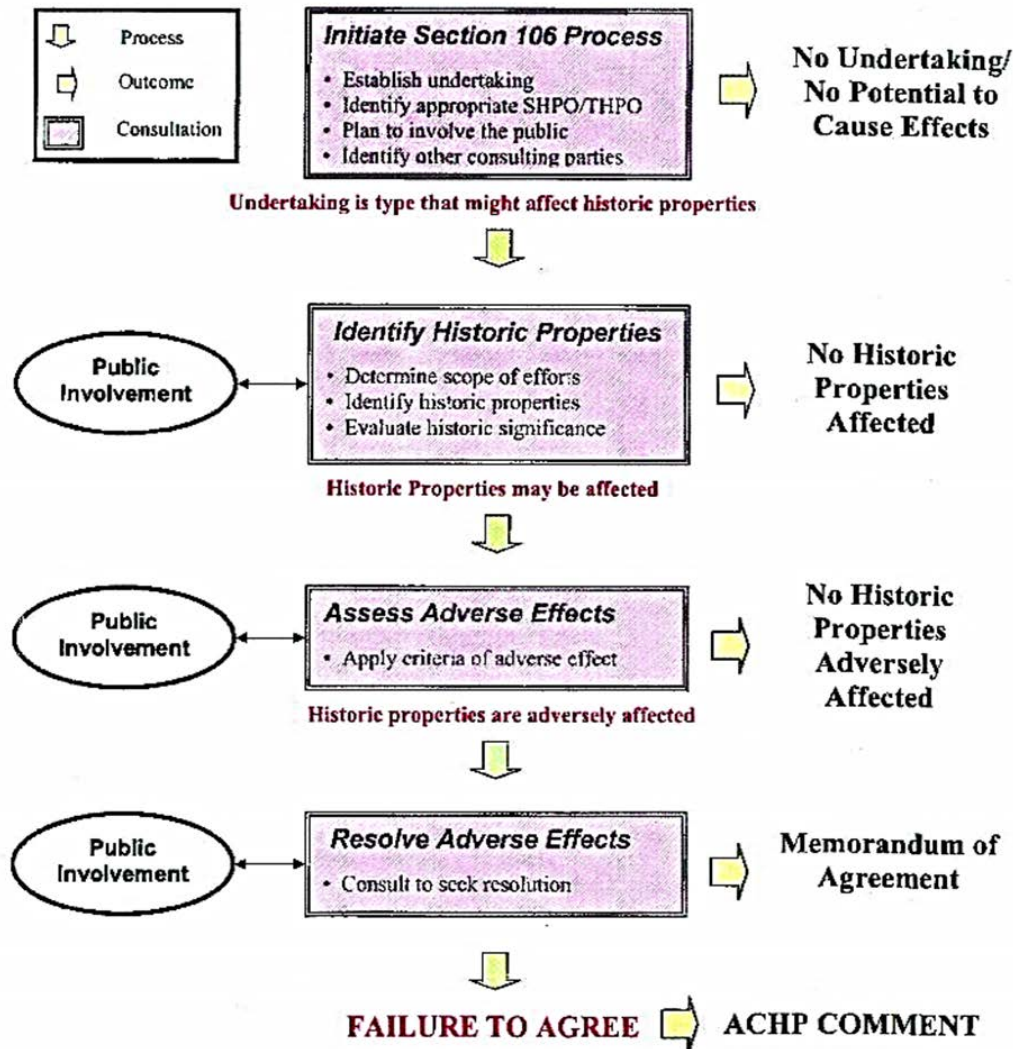 Process
Outcome
Consultation
Initiate Section 106 Process
• Establish undertaking
• Identify appropriate SHPO/THPO
• Plan to involve the public
• Identify other consulting parties
No Undertaking/
No Potential to
Cause Effects
Undertaking is type that might affect historic properties
Public
Involvement
Identify Historic Properties
• Determine scope of efforts
• Identify historic properties
• Evaluate historic significance
No Historic
Properties
Affected
Historic Properties may be affected
Public
Involvement
Assess Adverse Effects
• Apply criteria of adverse effect
No Historic
Properties
Adversely
Affected
Historic properties are adversely affected
Public
Involvement
Resolve Adverse Effects
• Consult to seek resolution
Memorandum of
Agreement
FAILURE TO AGREE
ACHP COMMENT